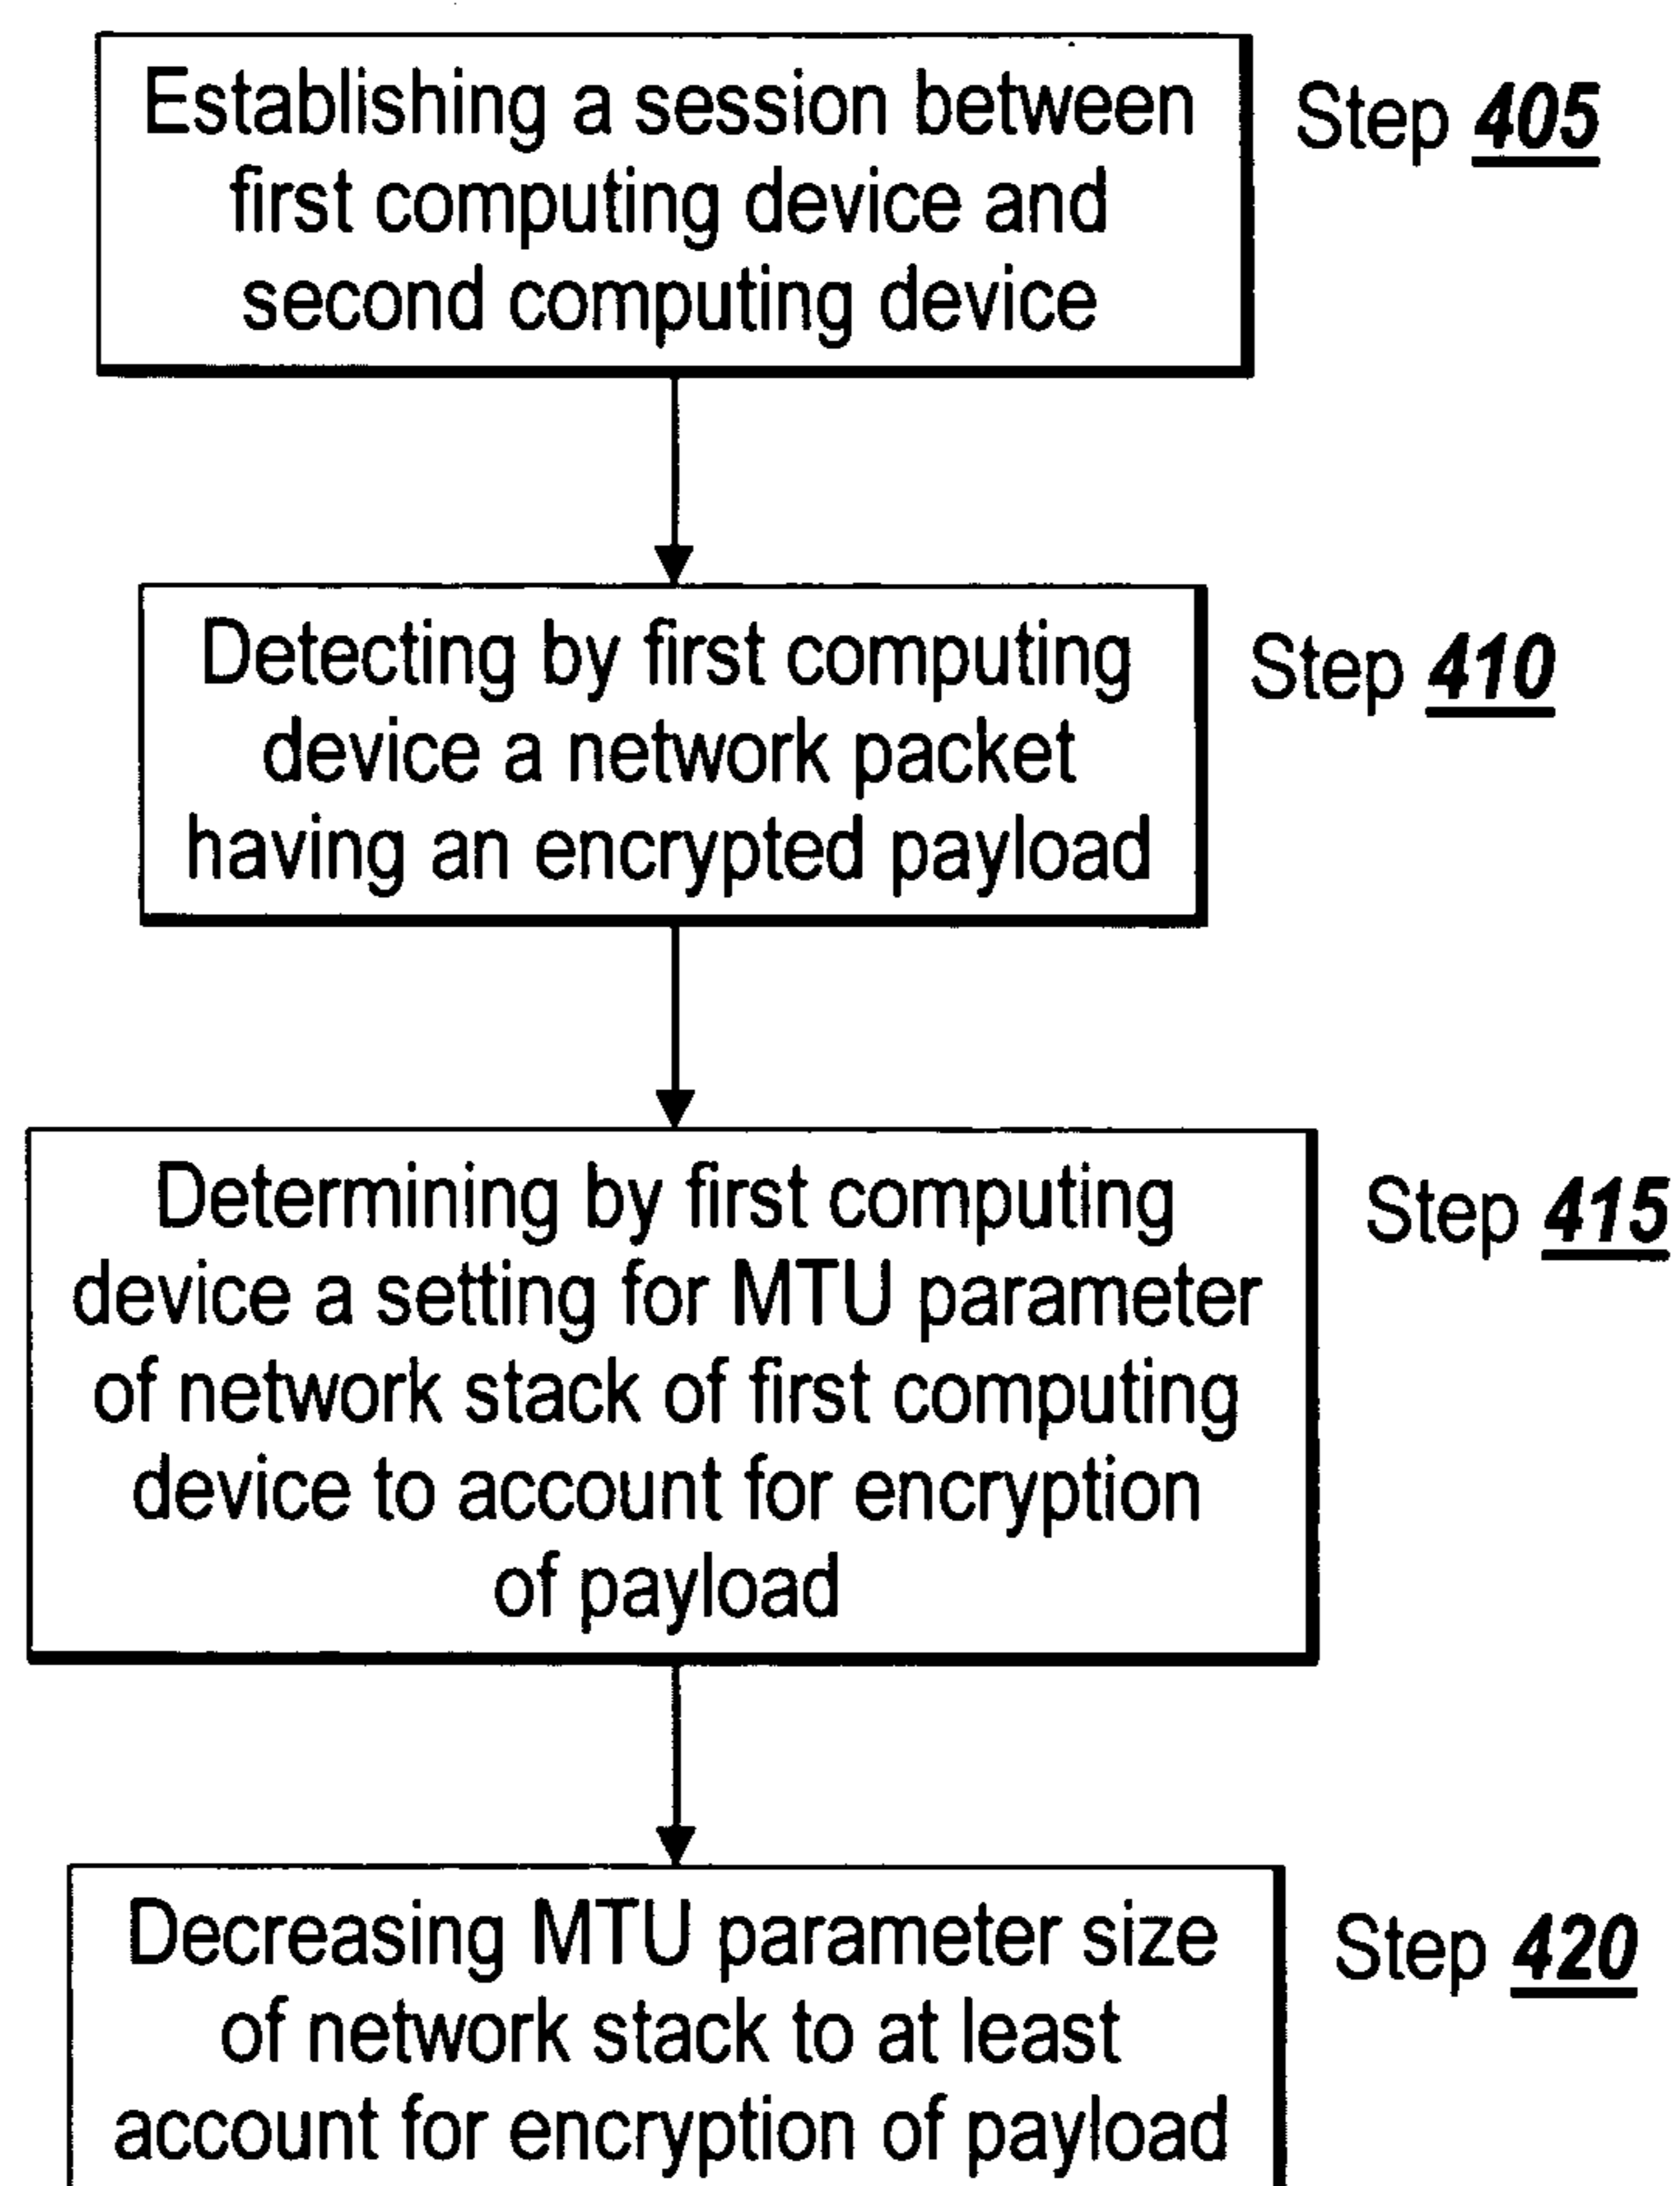 Establishing a session between
first computing device and
second computing device
Step 405
Detecting by first computing
device a network packet
having an encrypted payload
Step 410
Determining by first computing
device a setting for MTU parameter
of network stack of first computing
device to account for encryption
of payload
Step 415
Decreasing MTU parameter size
of network stack to at least
account for encryption of payload
Step 420